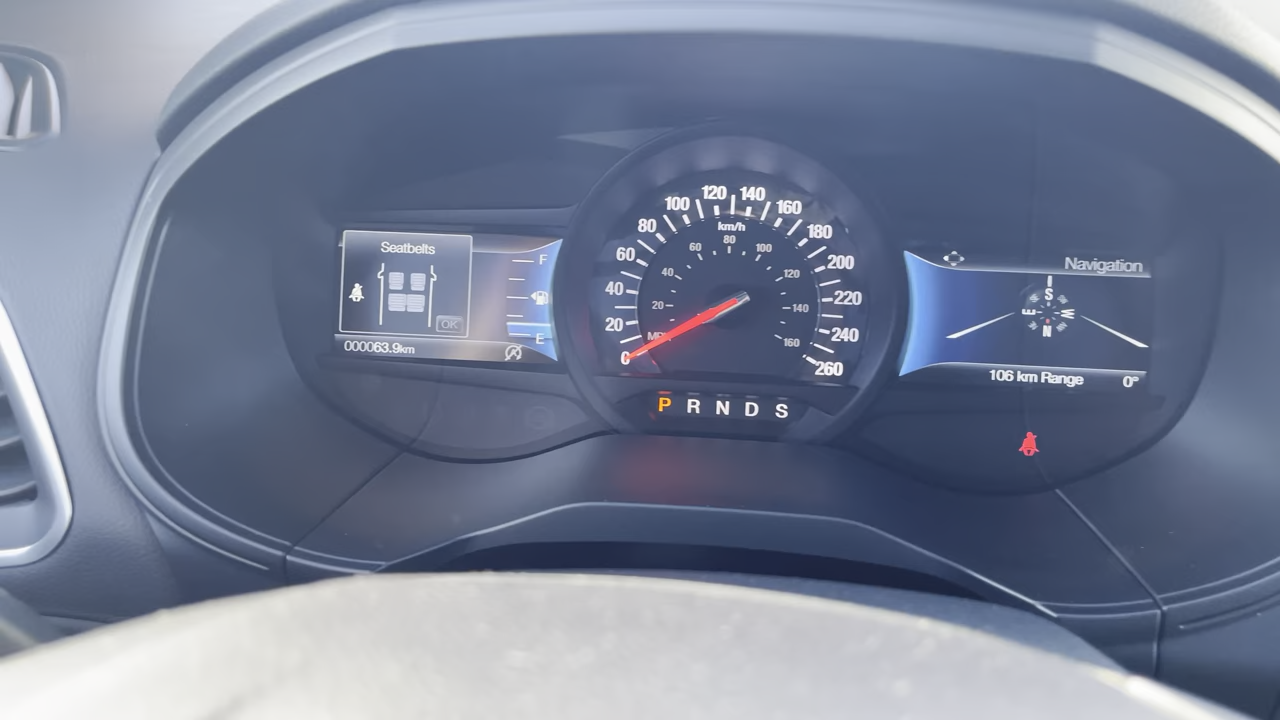 Seatbelts
OK
F
E
000063.9km
0 20 40 60 80 100 120 140 160 180 200 220 240 260
km/h
20 40 60 80 100 120 140 160
MPH
P R N D S
Navigation
S
E W
N
106 km Range 0°